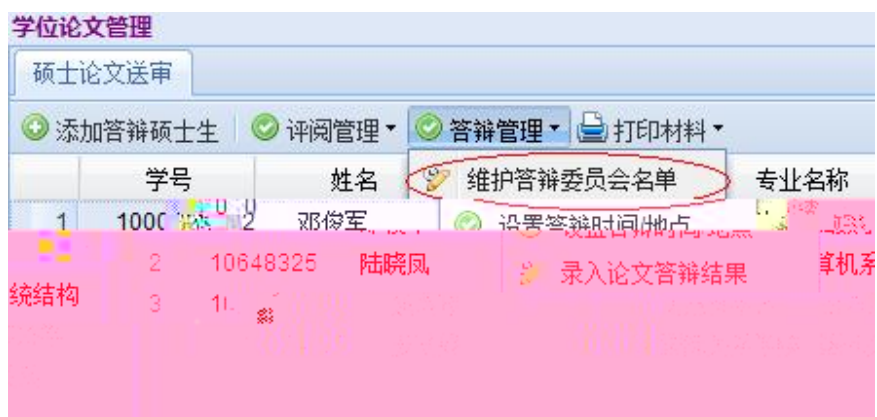 学位论文管理
硕士论文送审
添加答辩硕士生 评阅管理 答辩管理 打印材料
学号 姓名 维护答辩委员会名单 专业名称
1 邓俊军 设置答辩时间/地点
2 10648325 陆晓凤 录入论文答辩结果 算机系
统结构 3